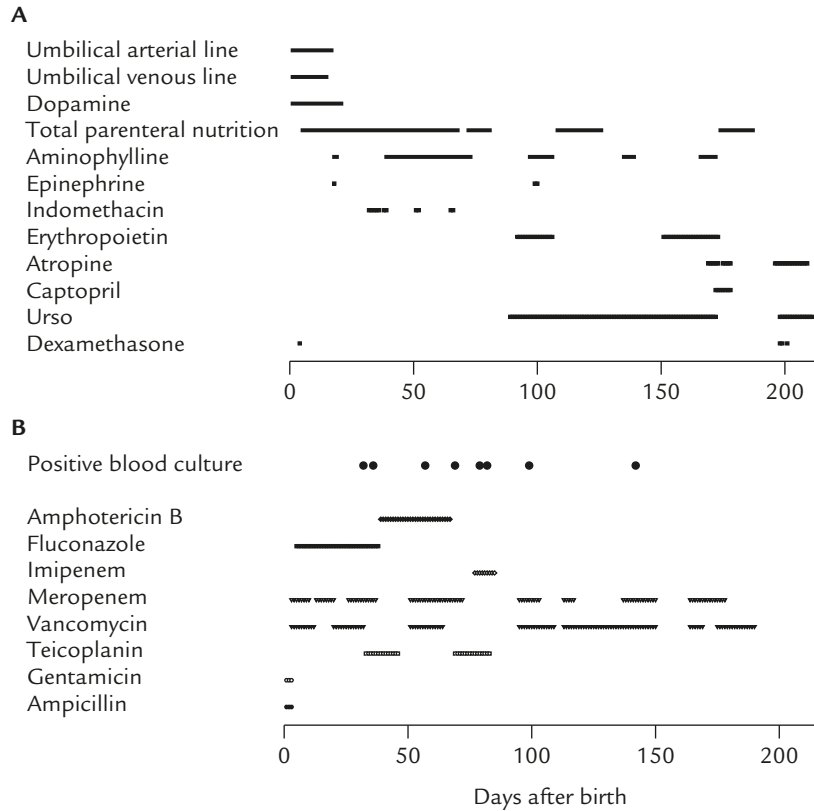 A
Umbilical arterial line
Umbilical venous line
Dopamine
Total parenteral nutrition
Aminophylline
Epinephrine
Indomethacin
Erythropoietin
Atropine
Captopril
Urso
Dexamethasone
0 50 100 150 200
B
Positive blood culture
Amphotericin B
Fluconazole
Imipenem
Meropenem
Vancomycin
Teicoplanin
Gentamicin
Ampicillin
0 50 100 150 200
Days after birth